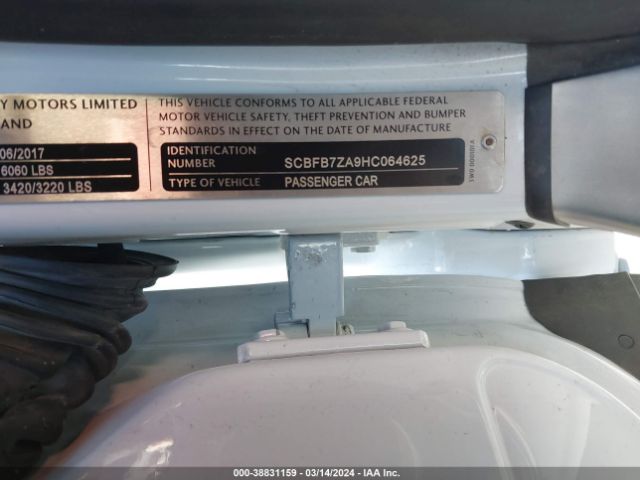 Y MOTORS LIMITED
AND
06/2017
6060 LBS
3420/3220 LBS
THIS VEHICLE CONFORMS TO ALL APPLICABLE FEDERAL
MOTOR VEHICLE SAFETY, THEFT PREVENTION AND BUMPER
STANDARDS IN EFFECT ON THE DATE OF MANUFACTURE
IDENTIFICATION
NUMBER SCBFB7ZA9HC064625
TYPE OF VEHICLE PASSENGER CAR
000-38831159 — 03/14/2024 — IAA Inc.